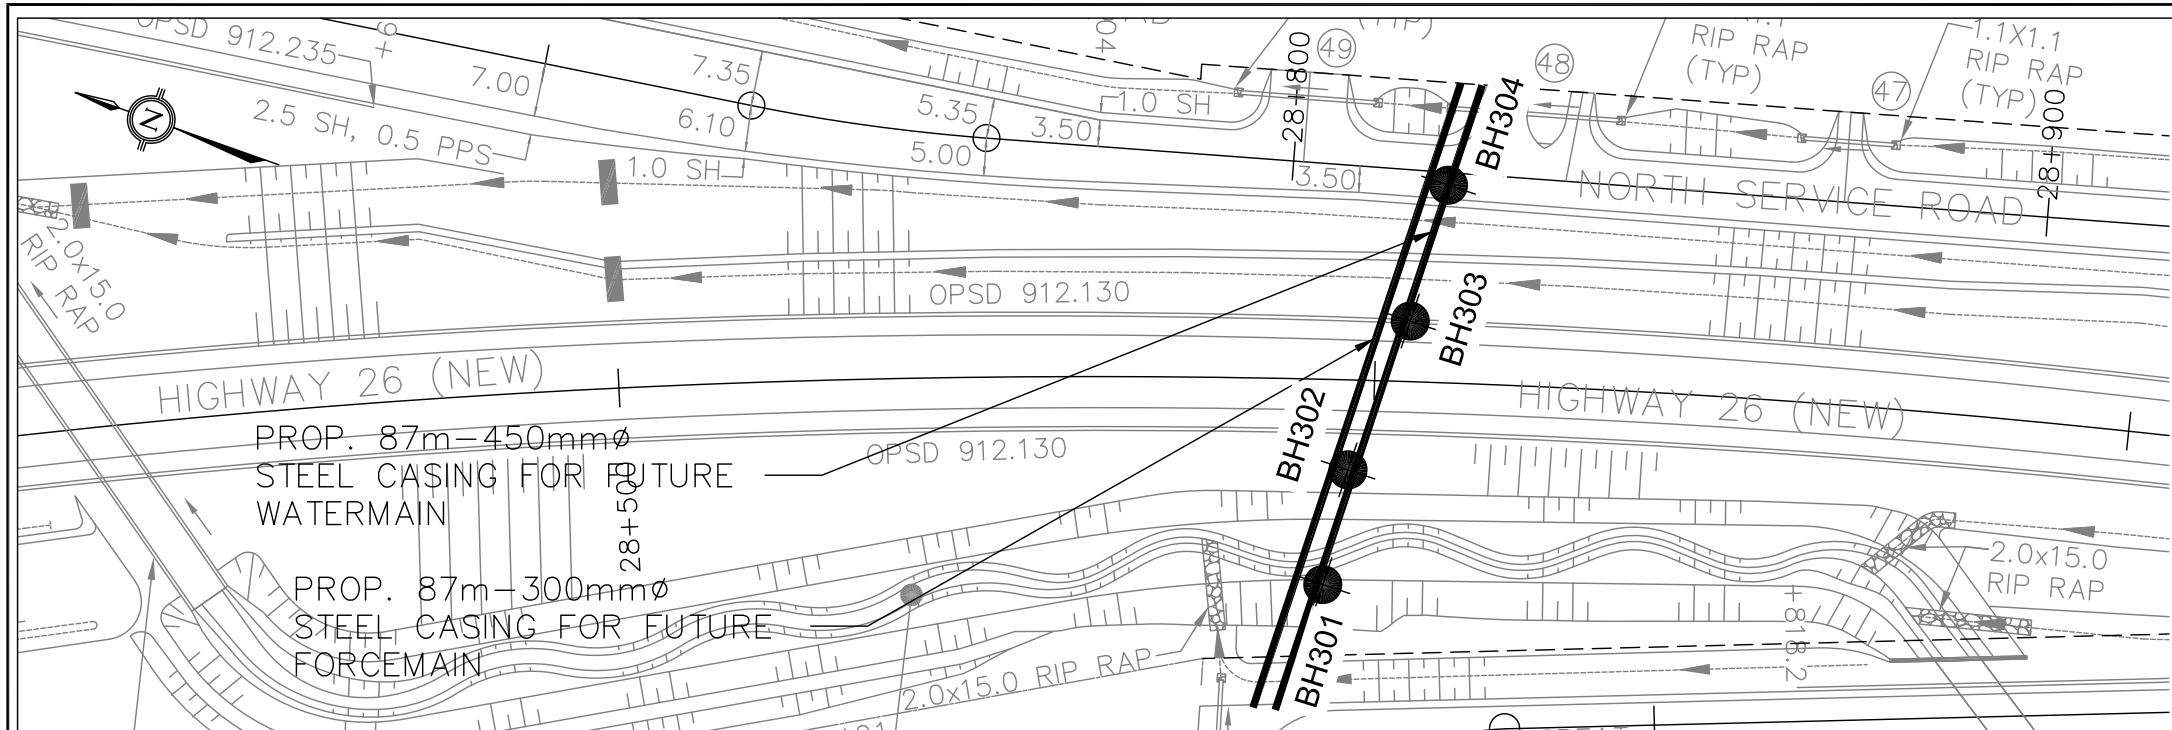 OPSD 912.235
9+
7.00
7.35
04
(TYP)
49
28+800
48
RIP RAP
(TYP)
1.1X1.1
RIP RAP
(TYP)
47
28+900
N
2.5 SH, 0.5 PPS
6.10
5.35
1.0 SH
3.50
5.00
1.0 SH
3.50
BH304
NORTH SERVICE ROAD
2.0x15.0
RIP RAP
OPSD 912.130
BH303
HIGHWAY 26 (NEW)
HIGHWAY 26 (NEW)
BH302
PROP. 87m-450mmø
STEEL CASING FOR FUTURE
WATERMAIN
OPSD 912.130
28+500
2.0x15.0
RIP RAP
PROP. 87m-300mmø
STEEL CASING FOR FUTURE
FORCEMAIN
BH301
+818.2
2.0x15.0 RIP RAP